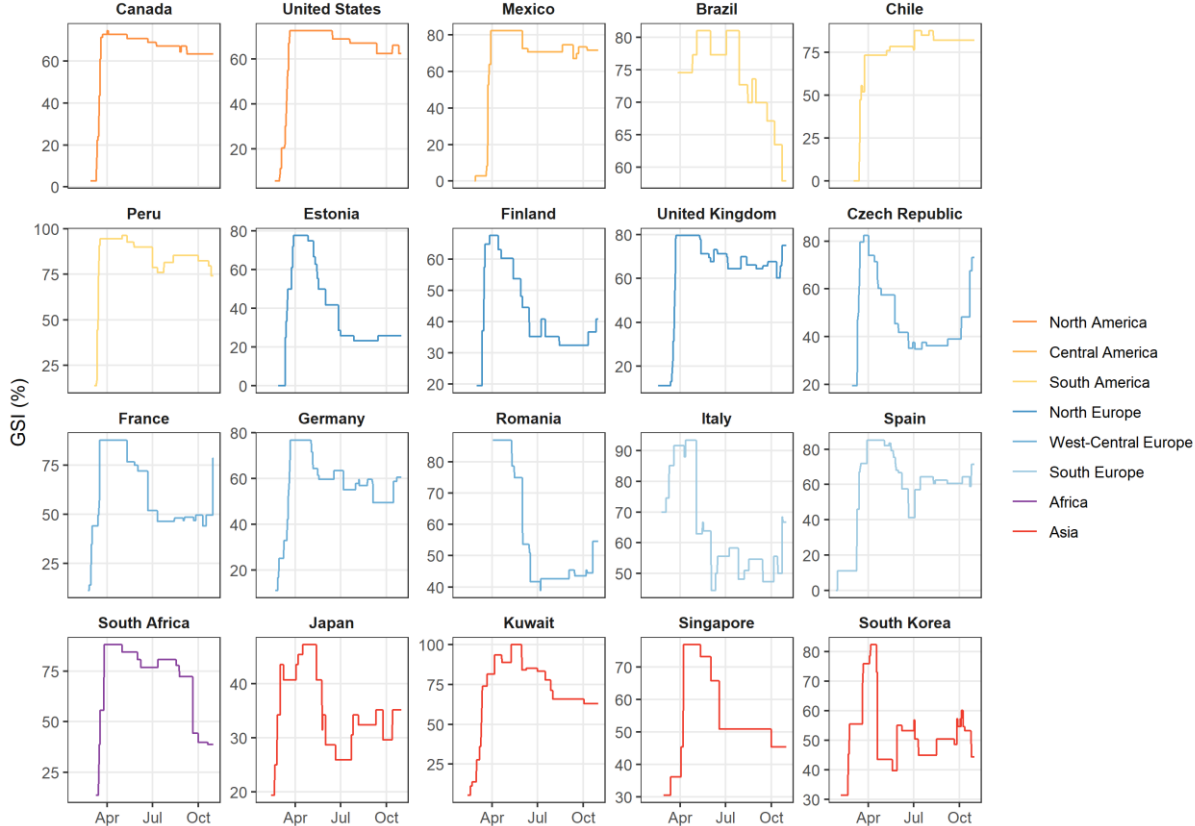 Canada
United States
Mexico
Brazil
Chile
60
40
20
0
60
40
20
80
60
40
20
0
80
75
70
65
60
75
50
25
0
Peru
Estonia
Finland
United Kingdom
Czech Republic
100
75
50
25
80
60
40
20
0
60
50
40
30
20
80
60
40
20
80
60
40
20
GSI (%)
North America
Central America
South America
North Europe
West-Central Europe
South Europe
Africa
Asia
France
Germany
Romania
Italy
Spain
75
50
25
80
60
40
20
80
70
60
50
40
90
80
70
60
50
80
60
40
20
0
South Africa
Japan
Kuwait
Singapore
South Korea
75
50
25
40
30
20
100
75
50
25
70
60
50
40
30
80
70
60
50
40
30
Apr Jul Oct
Apr Jul Oct
Apr Jul Oct
Apr Jul Oct
Apr Jul Oct